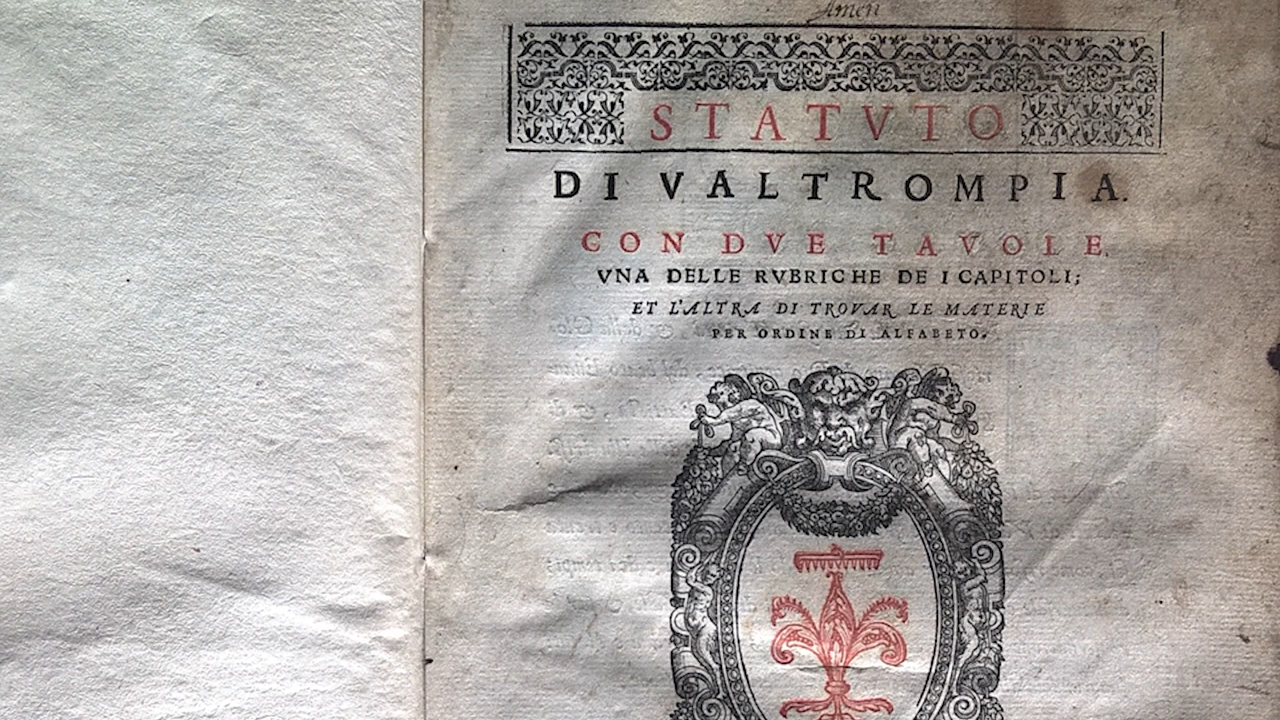 Amen
STATVTO
DI VALTROMPIA.
CON DVE TAVOLE,
VNA DELLE RVBRICHE DE I CAPITOLI;
ET L'ALTRA DI TROVAR LE MATERIE
PER ORDINE DI ALFABETO.